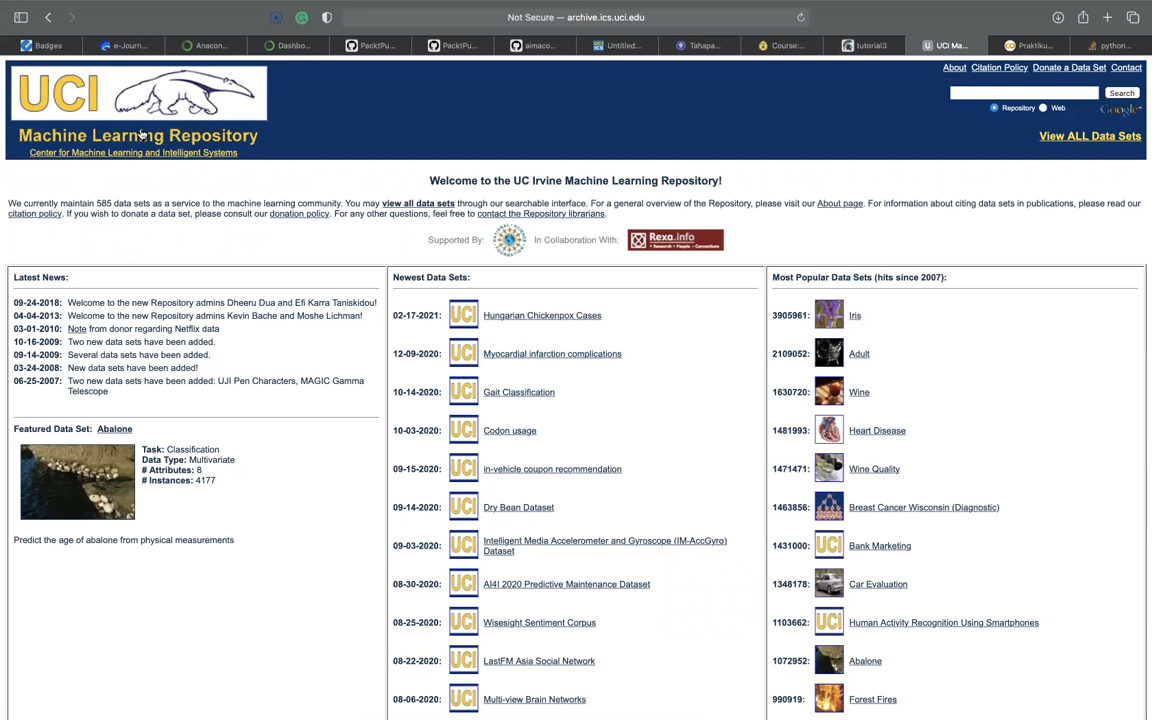 Not Secure — archive.ics.uci.edu
Badges
e-Journ...
Anacon...
Dashbo...
PacktPu...
PacktPu...
aimaco...
Untitled...
Tahapa...
Course:...
tutorial3
UCI Ma...
Praktiku...
python...
About Citation Policy Donate a Data Set Contact
Search
Repository Web Google™
View ALL Data Sets
UCI
Machine Learning Repository
Center for Machine Learning and Intelligent Systems
Welcome to the UC Irvine Machine Learning Repository!
We currently maintain 585 data sets as a service to the machine learning community. You may view all data sets through our searchable interface. For a general overview of the Repository, please visit our About page. For information about citing data sets in publications, please read our
citation policy. If you wish to donate a data set, please consult our donation policy. For any other questions, feel free to contact the Repository librarians.
Supported By: In Collaboration With: Rexa.info
Latest News:
09-24-2018: Welcome to the new Repository admins Dheeru Dua and Efi Karra Taniskidou!
04-04-2013: Welcome to the new Repository admins Kevin Bache and Moshe Lichman!
03-01-2010: Note from donor regarding Netflix data
10-16-2009: Two new data sets have been added.
09-14-2009: Several data sets have been added.
03-24-2008: New data sets have been added!
06-25-2007: Two new data sets have been added: UJI Pen Characters, MAGIC Gamma
Telescope
Featured Data Set: Abalone
Task: Classification
Data Type: Multivariate
# Attributes: 8
# Instances: 4177
Predict the age of abalone from physical measurements
Newest Data Sets:
02-17-2021: UCI Hungarian Chickenpox Cases
12-09-2020: UCI Myocardial infarction complications
10-14-2020: UCI Gait Classification
10-03-2020: UCI Codon usage
09-15-2020: UCI in-vehicle coupon recommendation
09-14-2020: UCI Dry Bean Dataset
09-03-2020: UCI Intelligent Media Accelerometer and Gyroscope (IM-AccGyro)
Dataset
08-30-2020: UCI AI4I 2020 Predictive Maintenance Dataset
08-25-2020: UCI Wisesight Sentiment Corpus
08-22-2020: UCI LastFM Asia Social Network
08-06-2020: UCI Multi-view Brain Networks
Most Popular Data Sets (hits since 2007):
3905961: Iris
2109052: Adult
1630720: Wine
1481993: Heart Disease
1471471: Wine Quality
1463856: Breast Cancer Wisconsin (Diagnostic)
1431000: UCI Bank Marketing
1348178: Car Evaluation
1103662: UCI Human Activity Recognition Using Smartphones
1072952: Abalone
990919: Forest Fires